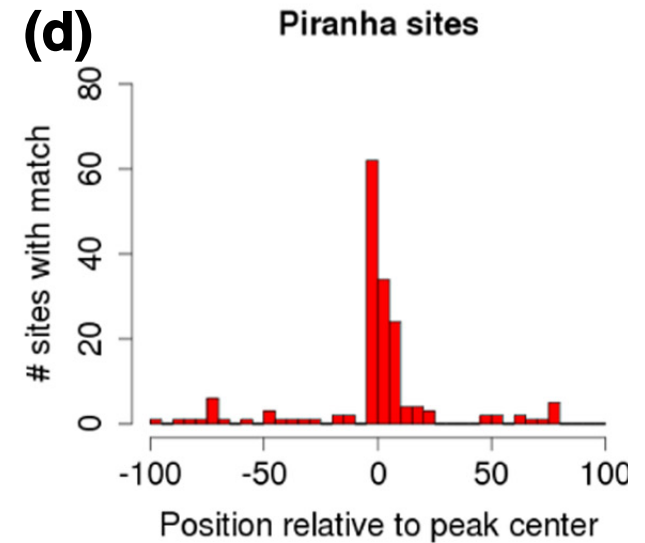 (d)
Piranha sites
# sites with match
80
60
40
20
0
-100 -50 0 50 100
Position relative to peak center